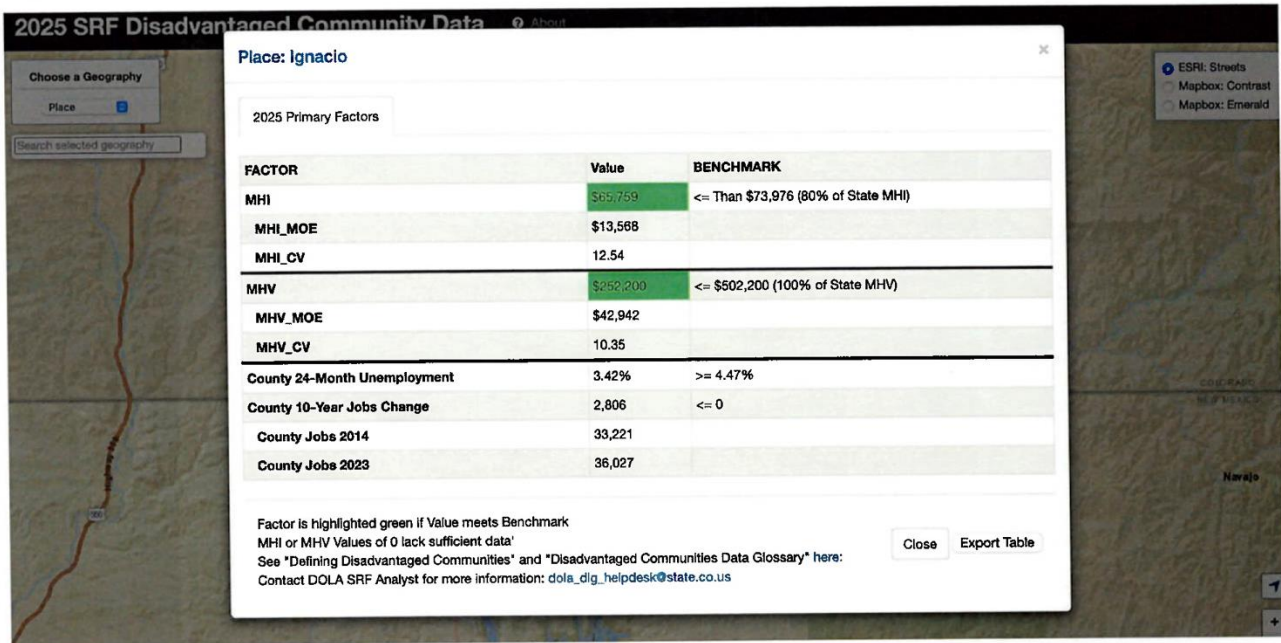 2025 SRF Disadvantaged Community Data About
Choose a Geography
Place
Search selected geography
ESRI: Streets
Mapbox: Contrast
Mapbox: Emerald
Place: Ignacio
×
2025 Primary Factors
FACTOR Value BENCHMARK
MHI $65,759 <= Than $73,976 (80% of State MHI)
MHI_MOE $13,568
MHI_CV 12.54
MHV $252,200 <= $502,200 (100% of State MHV)
MHV_MOE $42,942
MHV_CV 10.35
County 24-Month Unemployment 3.42% >= 4.47%
County 10-Year Jobs Change 2,806 <= 0
County Jobs 2014 33,221
County Jobs 2023 36,027
Factor is highlighted green if Value meets Benchmark
MHI or MHV Values of 0 lack sufficient data'
See "Defining Disadvantaged Communities" and "Disadvantaged Communities Data Glossary" here:
Contact DOLA SRF Analyst for more information: dola_dlg_helpdesk@state.co.us
Close Export Table
COLORADO
NEW MEXICO
Navajo
+